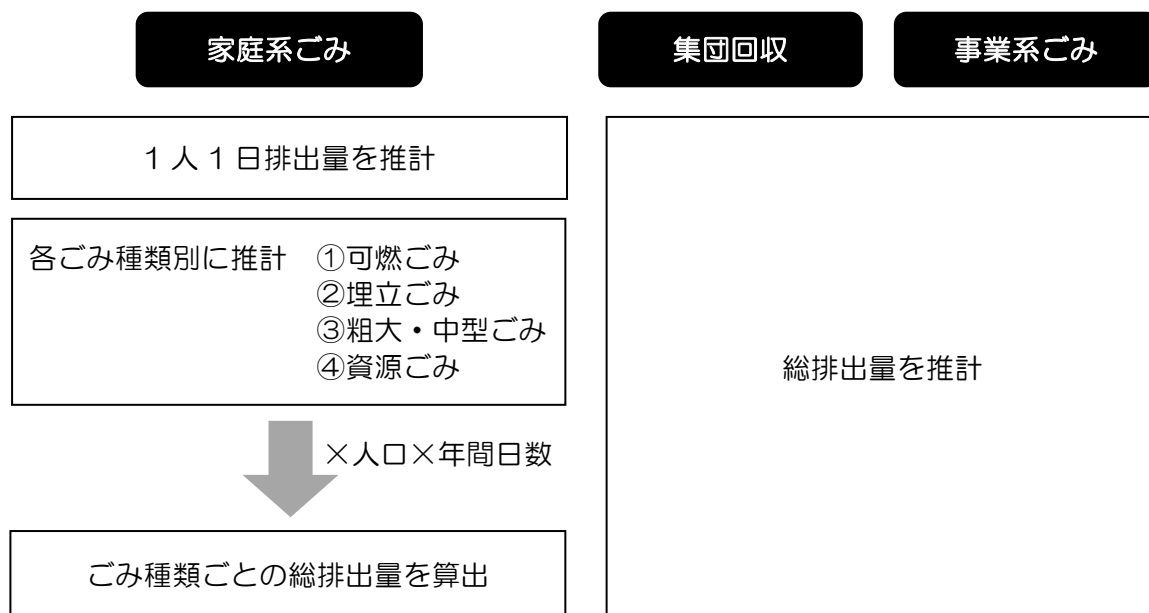 家庭系ごみ
集団回収
事業系ごみ
1人1日排出量を推計
各ごみ種類別に推計 ①可燃ごみ
②埋立ごみ
③粗大・中型ごみ
④資源ごみ
×人口×年間日数
ごみ種類ごとの総排出量を算出
総排出量を推計